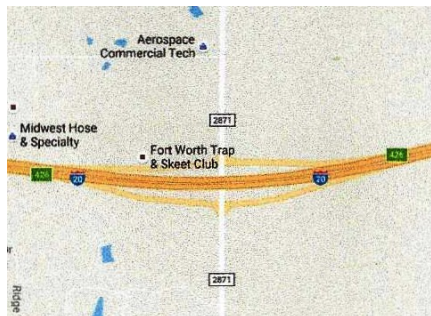 Aerospace
Commercial Tech
2871
Midwest Hose
& Specialty
Fort Worth Trap
& Skeet Club
426
20
20
426
2871
Ridge